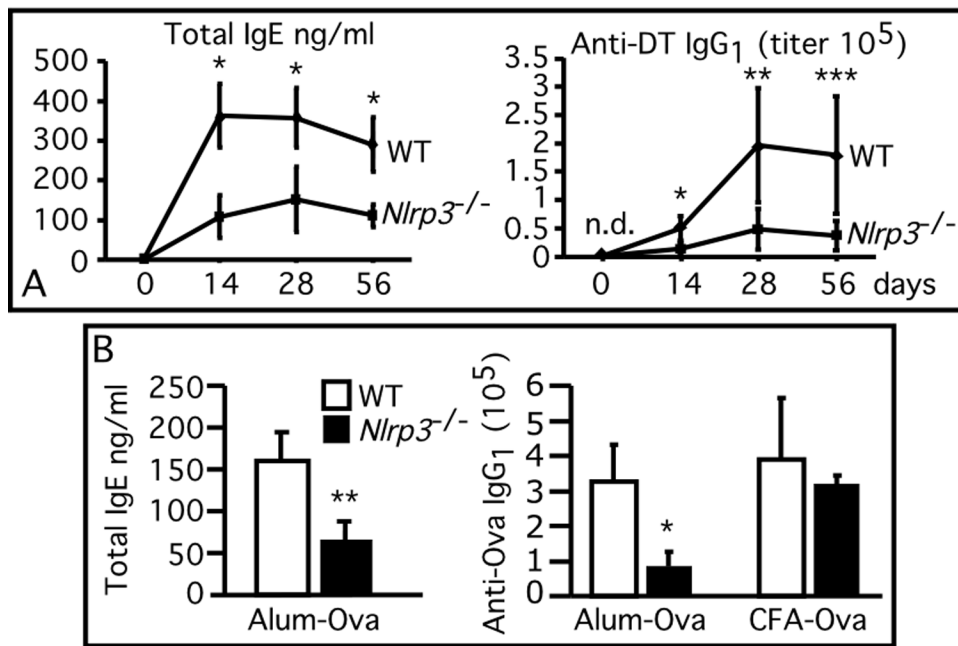 Total IgE ng/ml
500
400
300
200
100
0
* * *
WT
Nlrp3-/-
0 14 28 56
A
Anti-DT IgG1 (titer 10^5)
3.5
3
2.5
2
1.5
1
0.5
0
n.d. * ** ***
WT
Nlrp3-/-
0 14 28 56 days
B
Total IgE ng/ml
250
200
150
100
50
0
WT
Nlrp3-/-
**
Alum-Ova
Anti-Ova IgG1 (10^5)
6
5
4
3
2
1
0
*
Alum-Ova CFA-Ova